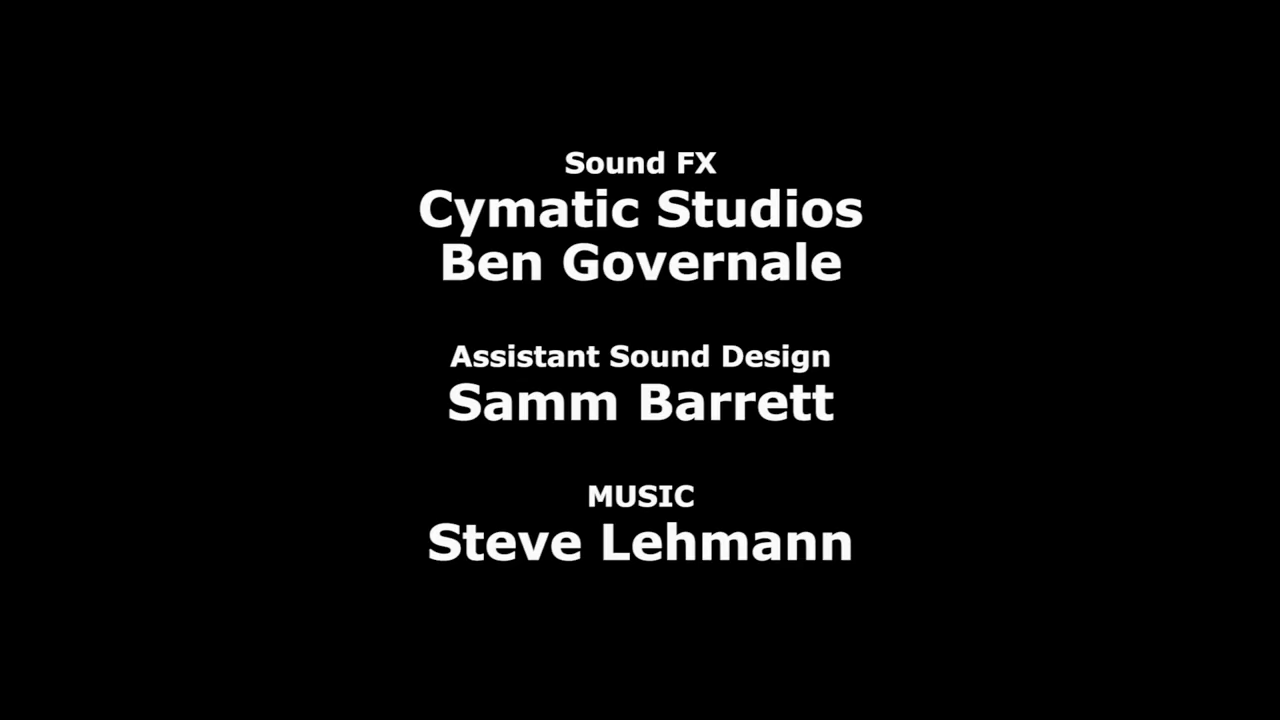 Sound FX
Cymatic Studios
Ben Governale
Assistant Sound Design
Samm Barrett
MUSIC
Steve Lehmann